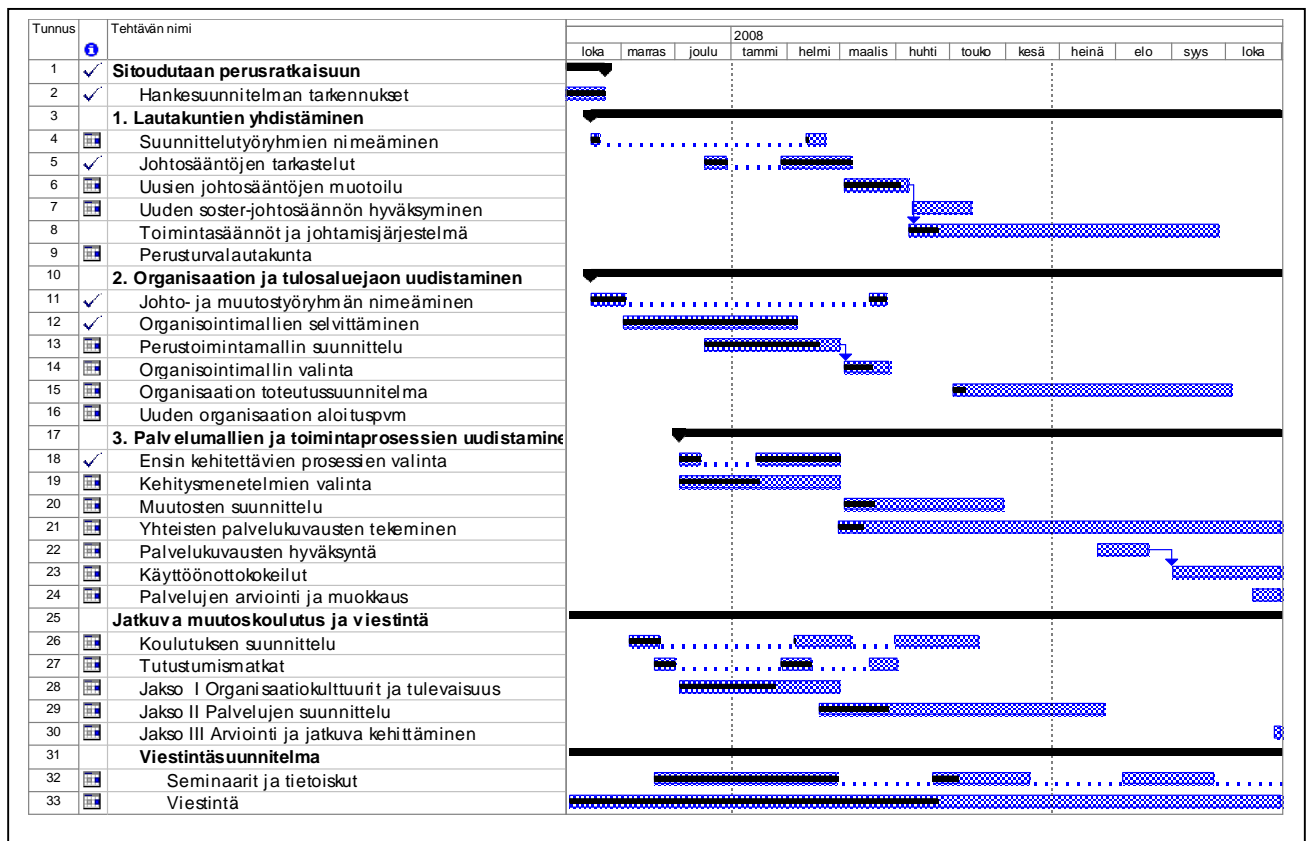 Tunnus Tehtävän nimi
2008
loka marras joulu tammi helmi maalis huhti touko kesä heinä elo syys loka
1 Sitoudutaan perusratkaisuun
2 Hankesuunnitelman tarkennukset
3 1. Lautakuntien yhdistäminen
4 Suunnittelutyöryhmien nimeäminen
5 Johtosääntöjen tarkastelut
6 Uusien johtosääntöjen muotoilu
7 Uuden soster-johtosäännön hyväksyminen
8 Toimintasäännöt ja johtamisjärjestelmä
9 Perusturvalautakunta
10 2. Organisaation ja tulosaluejaon uudistaminen
11 Johto- ja muutostyöryhmän nimeäminen
12 Organisointimallien selvittäminen
13 Perustoimintamallin suunnittelu
14 Organisointimallin valinta
15 Organisaation toteutussuunnitelma
16 Uuden organisaation aloituspvm
17 3. Palvelumallien ja toimintaprosessien uudistamine
18 Ensin kehitettävien prosessien valinta
19 Kehitysmenetelmien valinta
20 Muutosten suunnittelu
21 Yhteisten palvelukuvausten tekeminen
22 Palvelukuvausten hyväksyntä
23 Käyttöönottokokeilut
24 Palvelujen arviointi ja muokkaus
25 Jatkuva muutoskoulutus ja viestintä
26 Koulutuksen suunnittelu
27 Tutustumismatkat
28 Jakso I Organisaatiokulttuurit ja tulevaisuus
29 Jakso II Palvelujen suunnittelu
30 Jakso III Arviointi ja jatkuva kehittäminen
31 Viestintäsuunnitelma
32 Seminaarit ja tietoiskut
33 Viestintä